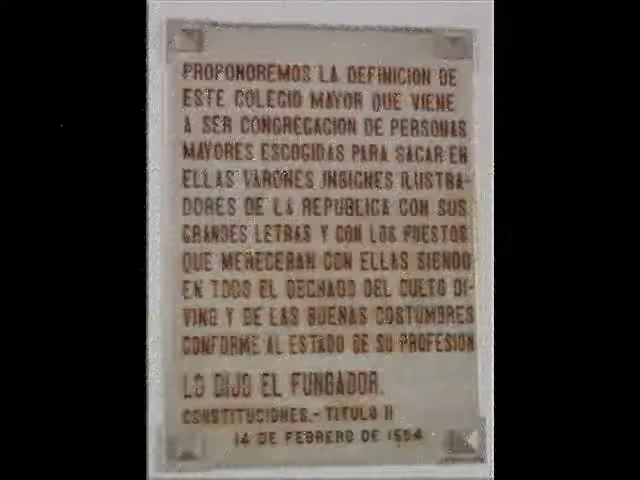 PROPONDREMOS LA DEFINICION DE
ESTE COLEGIO MAYOR QUE VIENE
A SER CONGREGACION DE PERSONAS
MAYORES ESCOGIDAS PARA SACAR EN
ELLAS VARONES INSIGNES ILUSTRA-
DORES DE LA REPUBLICA CON SUS
GRANDES LETRAS Y CON LOS PUESTOS
QUE MERECERAN CON ELLAS SIENDO
EN TODO EL DECHADO DEL CULTO DI-
VINO Y DE LAS BUENAS COSTUMBRES
CONFORME AL ESTADO DE SU PROFESION
LO DIJO EL FUNDADOR.
CONSTITUCIONES.- TITULO II
14 DE FEBRERO DE